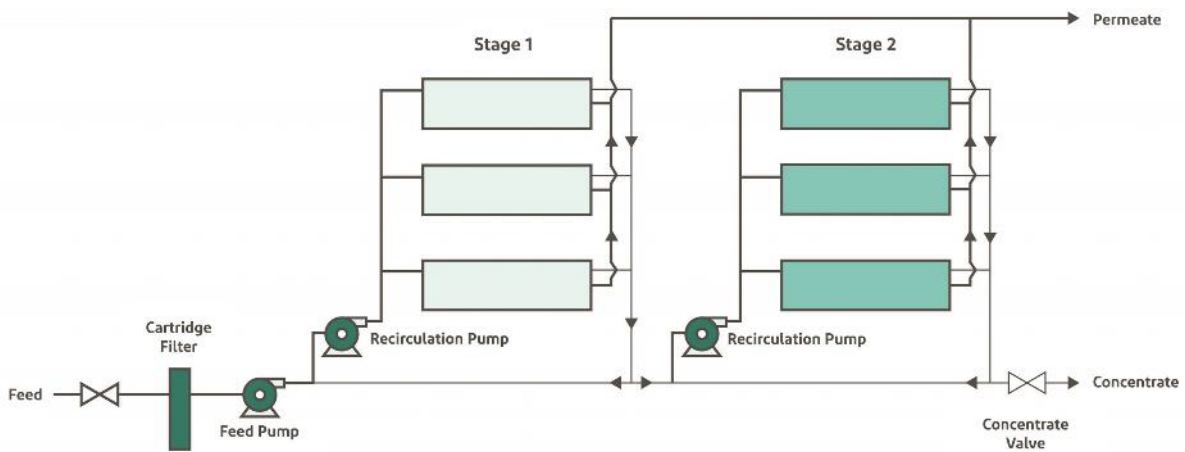 Permeate
Stage 1
Stage 2
Recirculation Pump
Recirculation Pump
Cartridge
Filter
Feed
Feed Pump
Concentrate
Concentrate
Valve